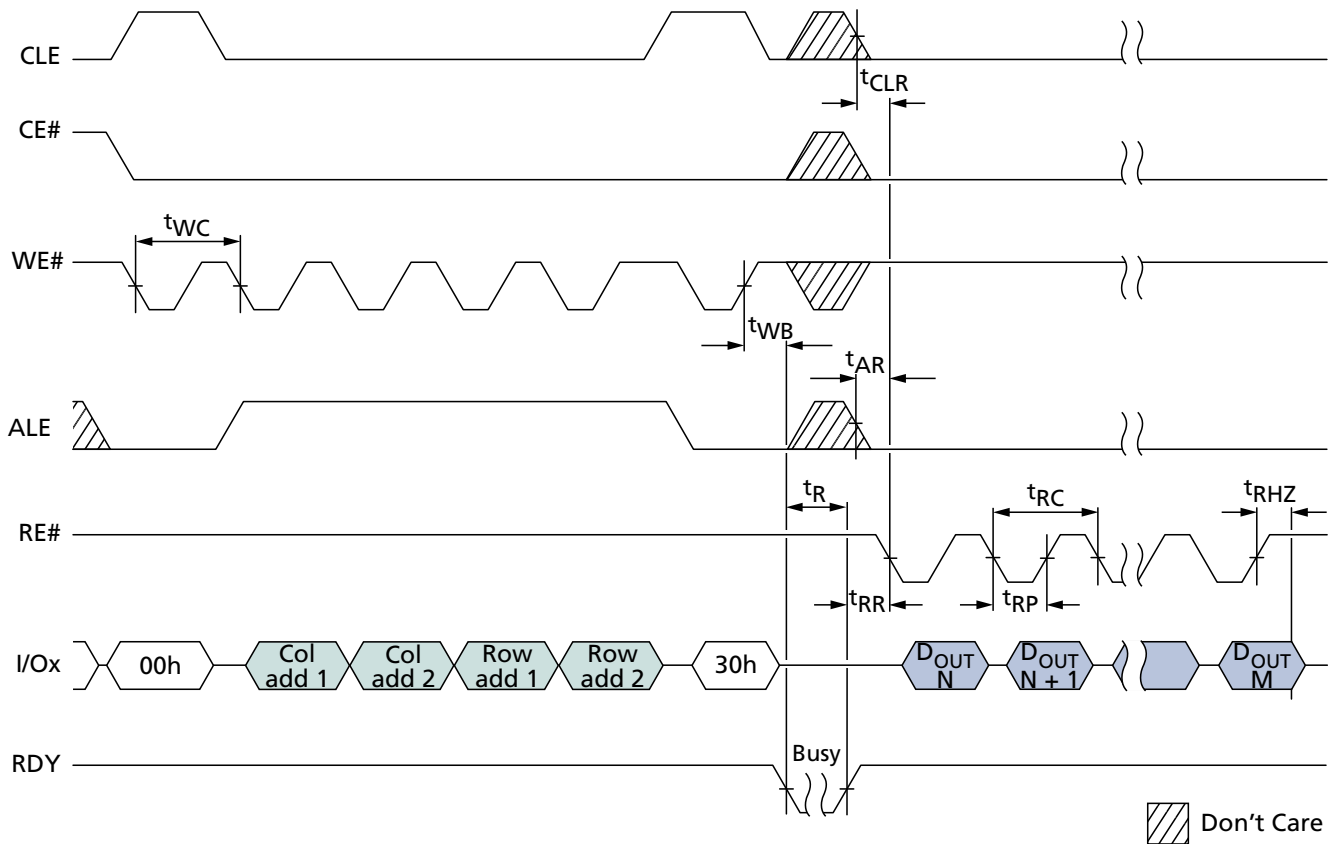 CLE
tCLR
CE#
tWC
WE#
tWB
tAR
ALE
tR
tRC
tRHZ
RE#
tRR
tRP
I/Ox
00h
Col
add 1
Col
add 2
Row
add 1
Row
add 2
30h
DOUT
N
DOUT
N + 1
DOUT
M
RDY
Busy
Don't Care